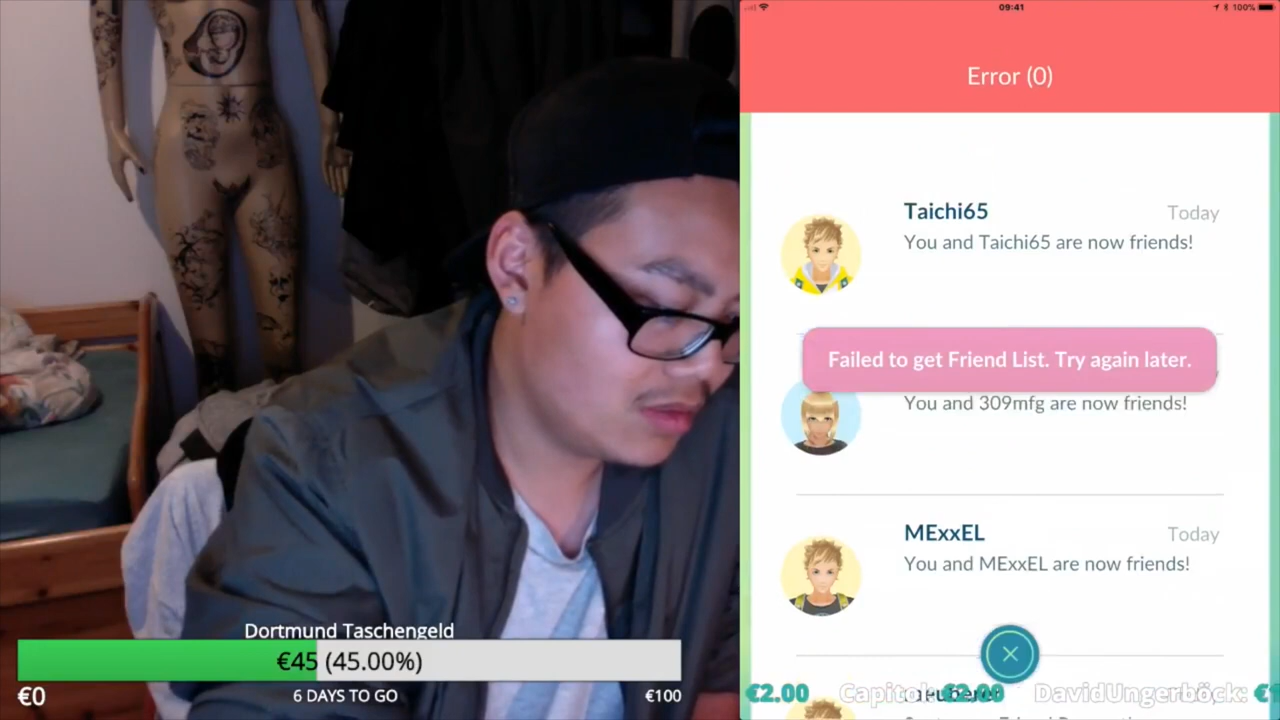 09:41
100%
Error (0)
Taichi65
Today
You and Taichi65 are now friends!
Failed to get Friend List. Try again later.
You and 309mfg are now friends!
MExxEL
Today
You and MExxEL are now friends!
Dortmund Taschengeld
€45 (45.00%)
€0
6 DAYS TO GO
€100
€2.00
€2.00
DavidUngerböck: